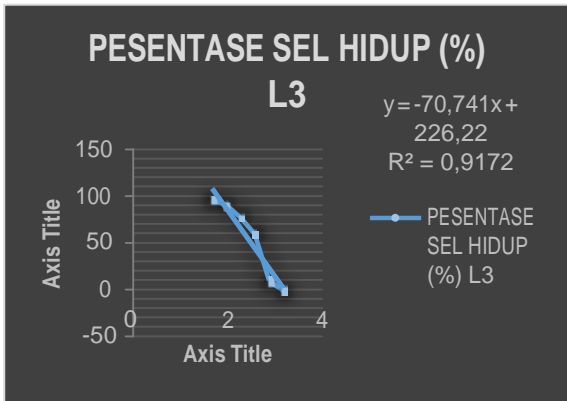 PESENTASE SEL HIDUP (%)
L3
y = -70,741x +
226,22
R² = 0,9172
150
100
50
0
-50
0 2 4
Axis Title
Axis Title
PESENTASE
SEL HIDUP
(%) L3